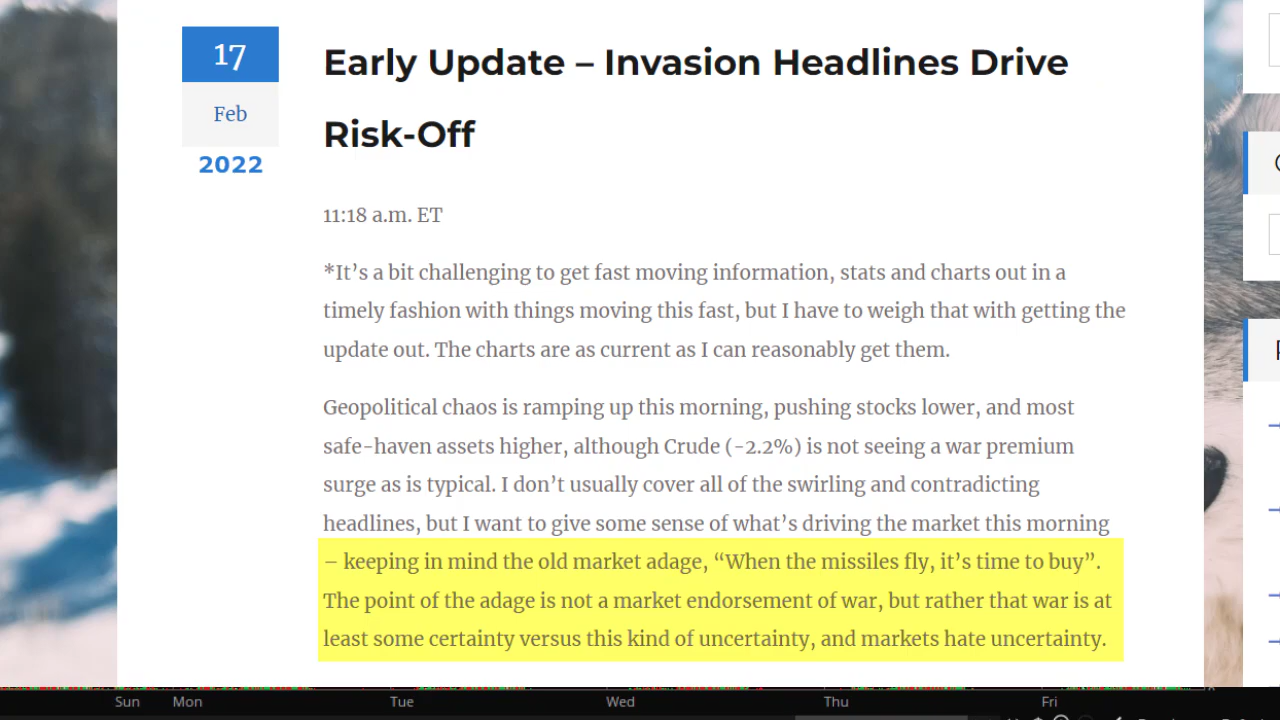 17
Feb
2022
Early Update – Invasion Headlines Drive
Risk-Off
11:18 a.m. ET
*It’s a bit challenging to get fast moving information, stats and charts out in a
timely fashion with things moving this fast, but I have to weigh that with getting the
update out. The charts are as current as I can reasonably get them.
Geopolitical chaos is ramping up this morning, pushing stocks lower, and most
safe-haven assets higher, although Crude (-2.2%) is not seeing a war premium
surge as is typical. I don’t usually cover all of the swirling and contradicting
headlines, but I want to give some sense of what’s driving the market this morning
– keeping in mind the old market adage, “When the missiles fly, it’s time to buy”.
The point of the adage is not a market endorsement of war, but rather that war is at
least some certainty versus this kind of uncertainty, and markets hate uncertainty.
Sun Mon Tue Wed Thu Fri